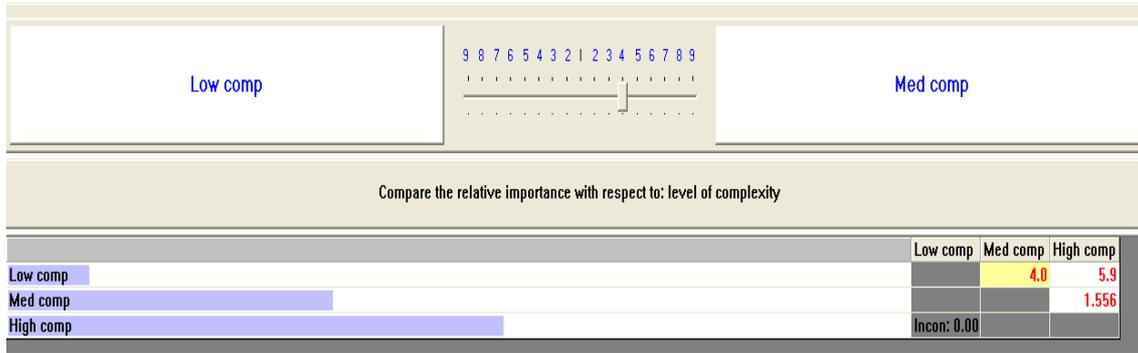 9 8 7 6 5 4 3 2 1 2 3 4 5 6 7 8 9
Low comp
Med comp
Compare the relative importance with respect to: level of complexity
Low comp Med comp High comp
Low comp 4.0 5.9
Med comp 1.556
High comp Incon: 0.00